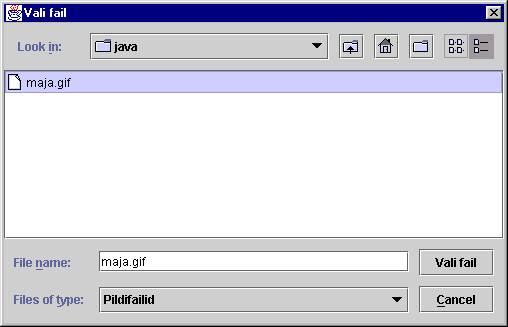 Vali fail
Look in: java
maja.gif
File name: maja.gif Vali fail
Files of type: Pildifailid Cancel